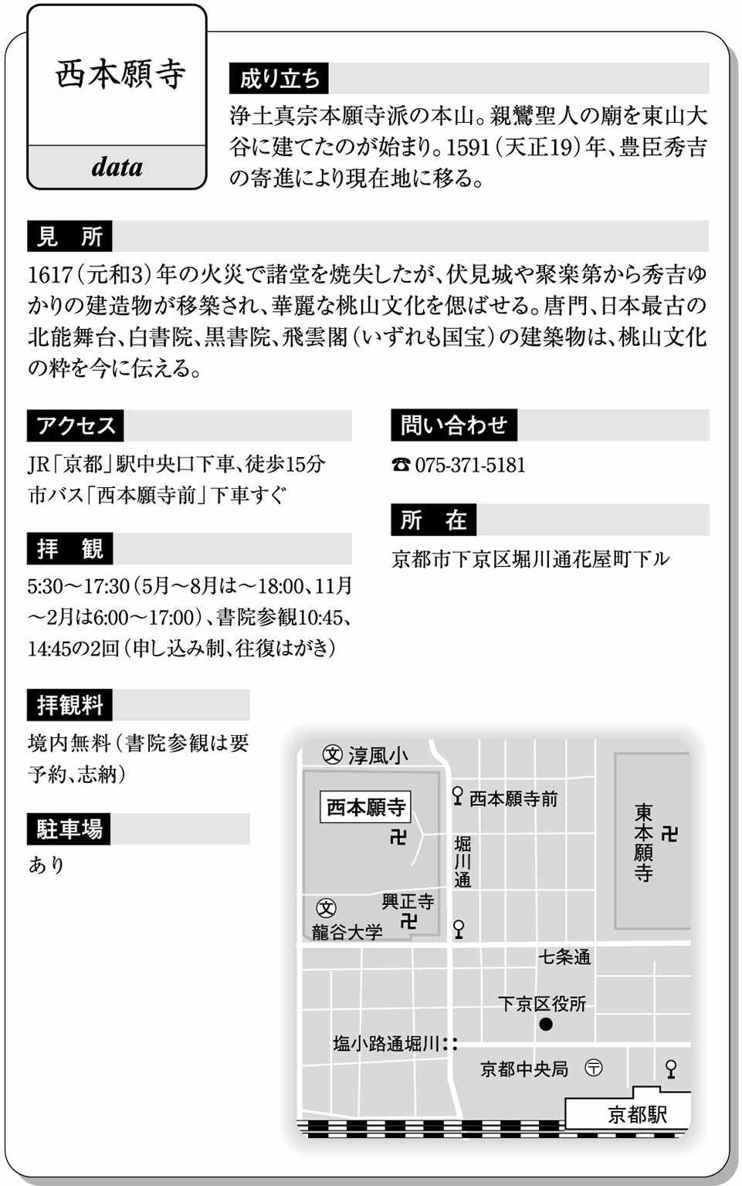 西本願寺
data
成り立ち
浄土真宗本願寺派の本山。親鸞聖人の廟を東山大
谷に建てたのが始まり。1591(天正19)年、豊臣秀吉
の寄進により現在地に移る。
見 所
1617(元和3)年の火災で諸堂を焼失したが、伏見城や聚楽第から秀吉ゆ
かりの建造物が移築され、華麗な桃山文化を偲ばせる。唐門、日本最古の
北能舞台、白書院、黒書院、飛雲閣(いずれも国宝)の建築物は、桃山文化
の粋を今に伝える。
アクセス
JR「京都」駅中央口下車、徒歩15分
市バス「西本願寺前」下車すぐ
拝 観
5:30〜17:30(5月〜8月は〜18:00、11月
〜2月は6:00〜17:00)、書院参観10:45、
14:45の2回(申し込み制、往復はがき)
拝観料
境内無料(書院参観は要
予約、志納)
駐車場
あり
問い合わせ
☎075-371-5181
所 在
京都市下京区堀川通花屋町下ル
文 淳風小
西本願寺
卍
西本願寺前
堀川通
東本願寺
卍
文
龍谷大学
興正寺
卍
七条通
下京区役所
塩小路通堀川
京都中央局 〒
京都駅